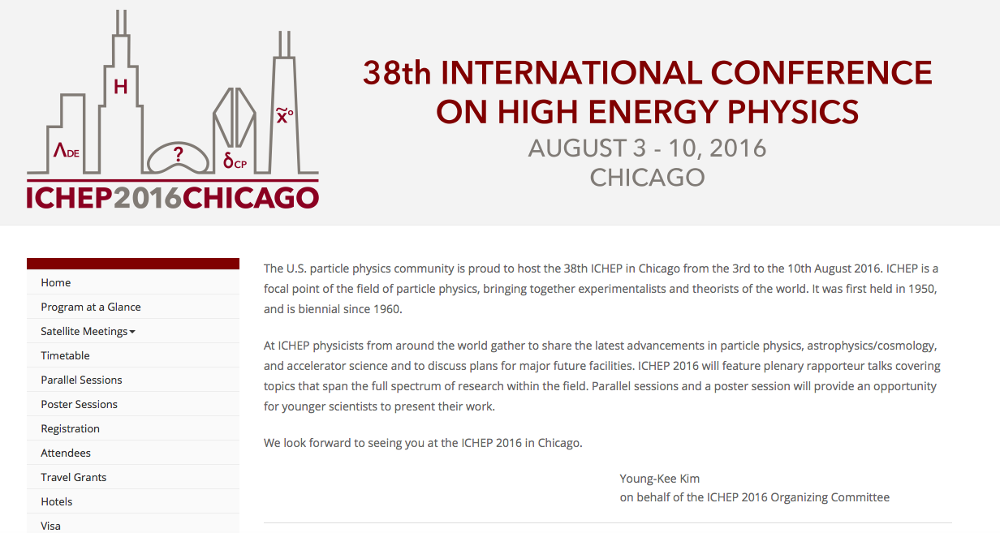 H
Λ DE
?
δ CP
x̃ o
ICHEP2016CHICAGO
38th INTERNATIONAL CONFERENCE
ON HIGH ENERGY PHYSICS
AUGUST 3 - 10, 2016
CHICAGO
Home
Program at a Glance
Satellite Meetings
Timetable
Parallel Sessions
Poster Sessions
Registration
Attendees
Travel Grants
Hotels
Visa
The U.S. particle physics community is proud to host the 38th ICHEP in Chicago from the 3rd to the 10th August 2016. ICHEP is a
focal point of the field of particle physics, bringing together experimentalists and theorists of the world. It was first held in 1950,
and is biennial since 1960.
At ICHEP physicists from around the world gather to share the latest advancements in particle physics, astrophysics/cosmology,
and accelerator science and to discuss plans for major future facilities. ICHEP 2016 will feature plenary rapporteur talks covering
topics that span the full spectrum of research within the field. Parallel sessions and a poster session will provide an opportunity
for younger scientists to present their work.
We look forward to seeing you at the ICHEP 2016 in Chicago.
Young-Kee Kim
on behalf of the ICHEP 2016 Organizing Committee